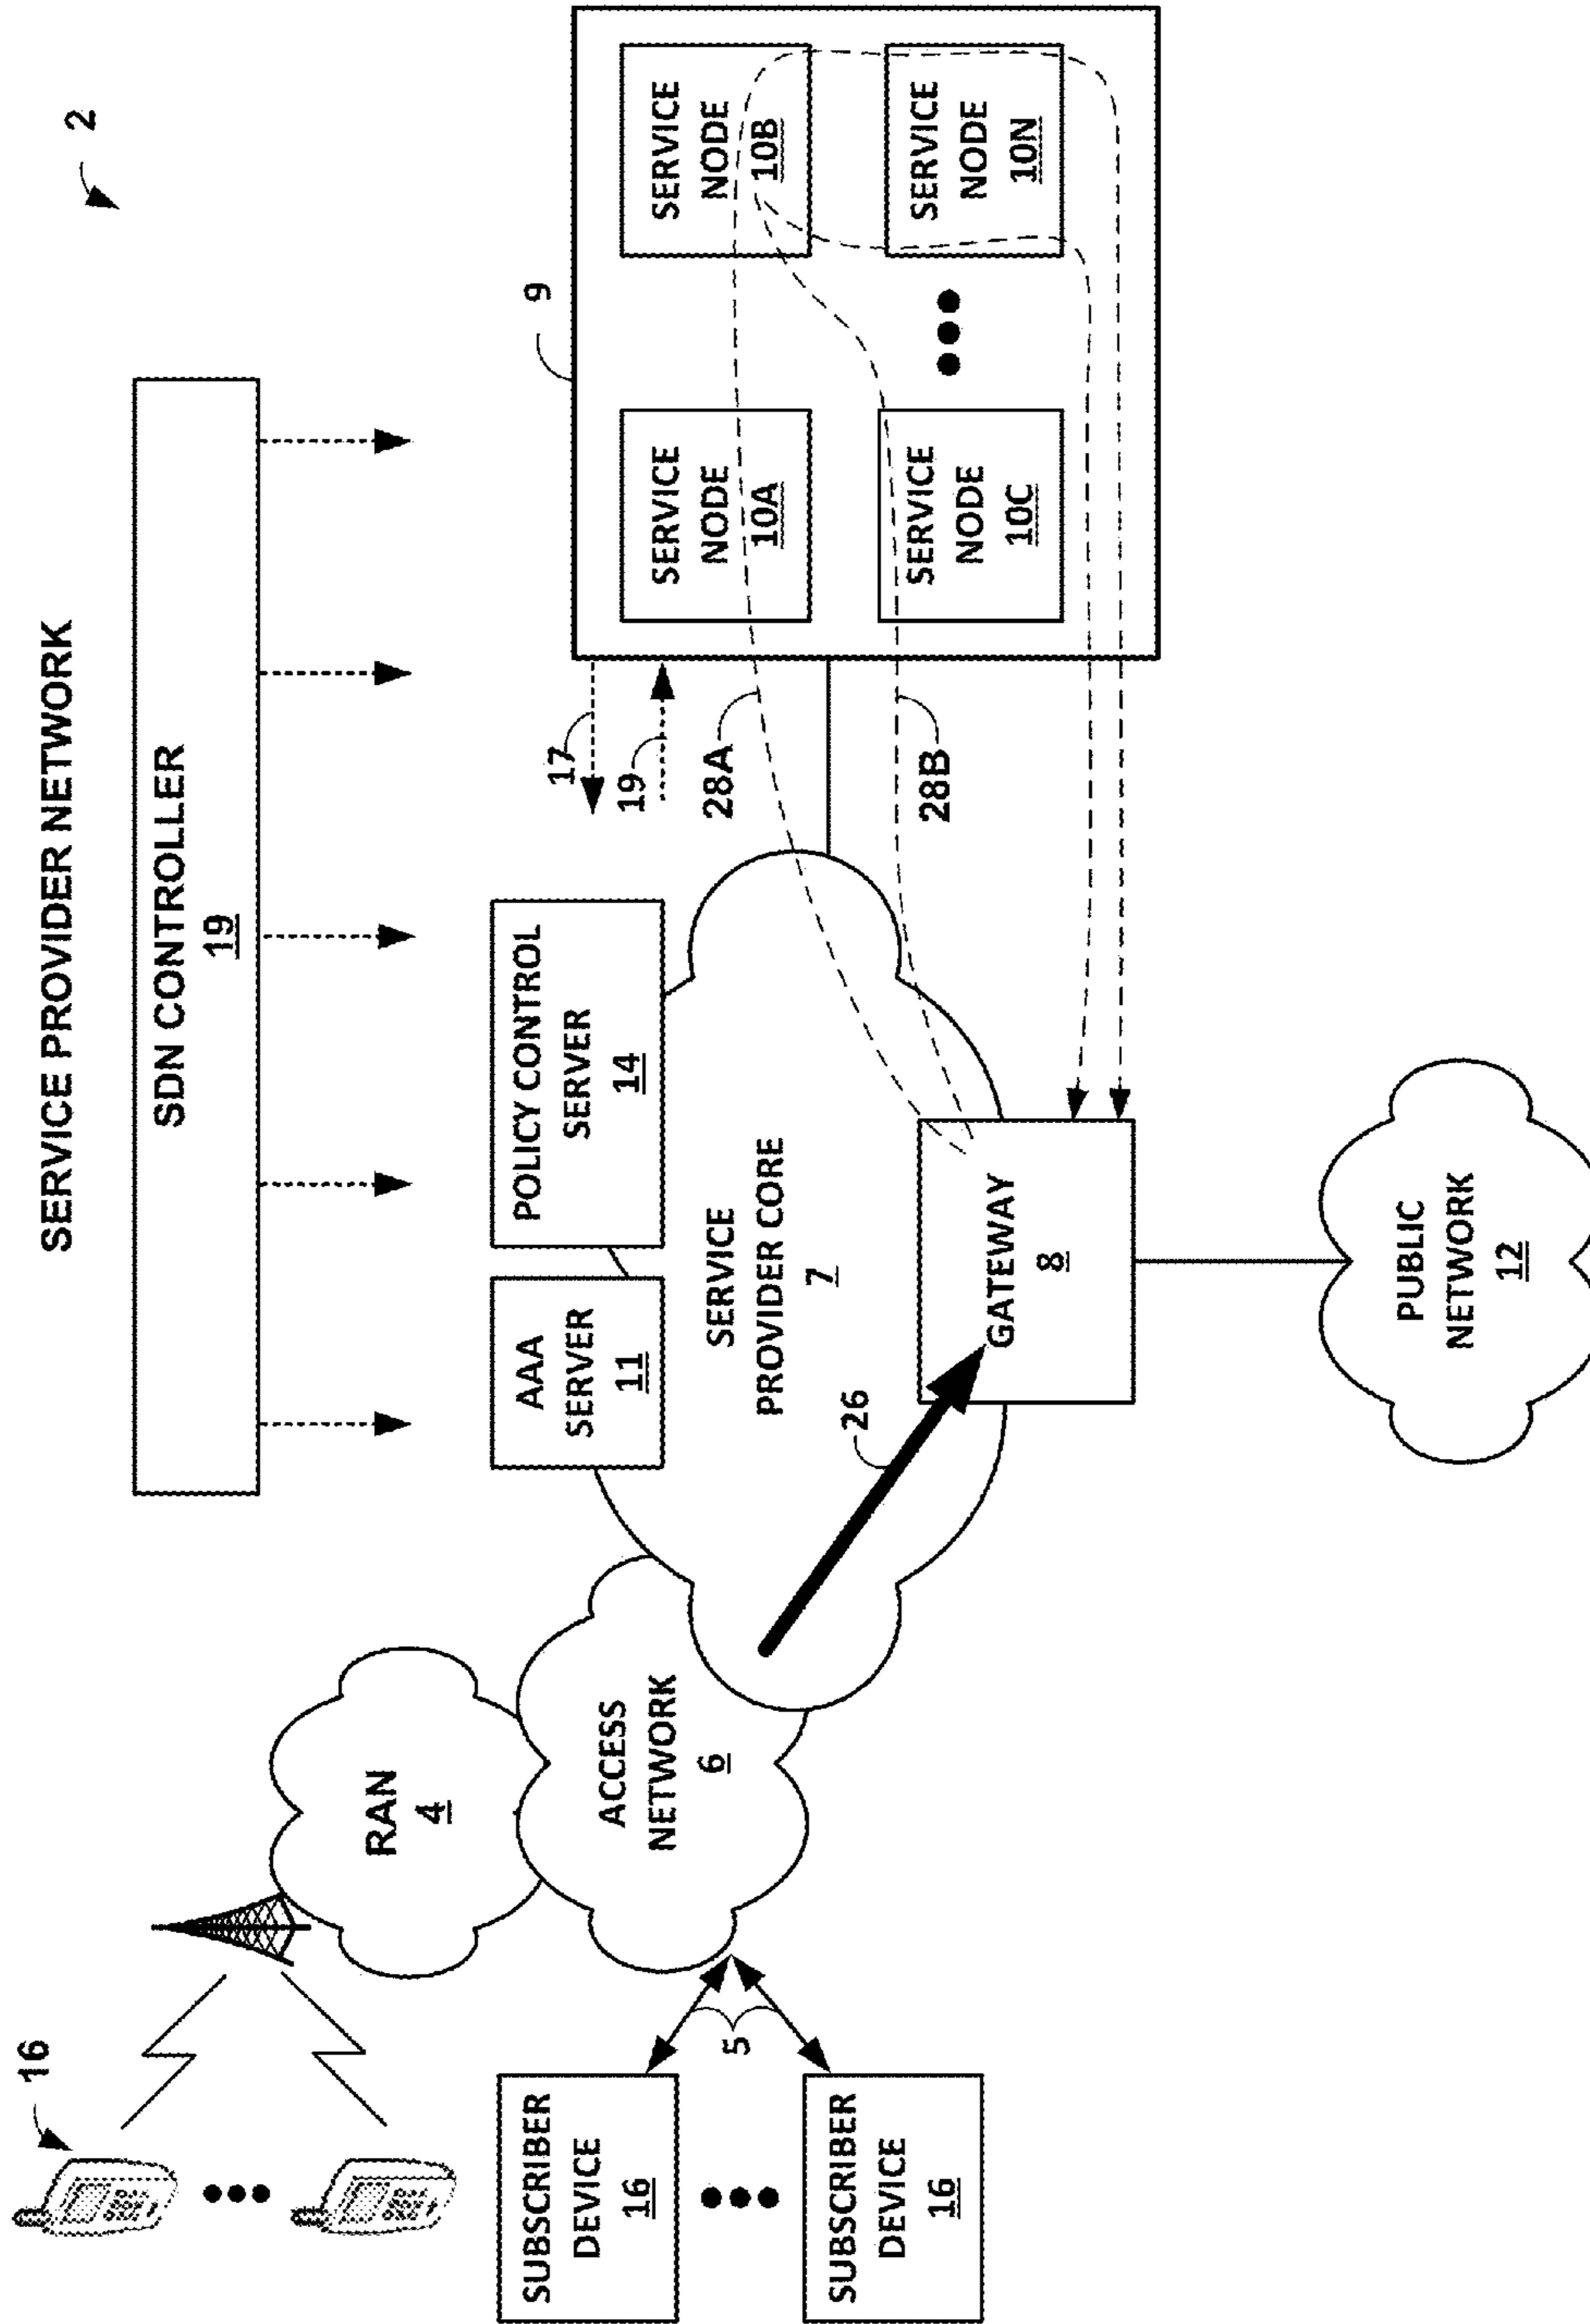 SERVICE PROVIDER NETWORK
2
SDN CONTROLLER
19
16
RAN
4
ACCESS
NETWORK
6
SUBSCRIBER
DEVICE
16
5
SUBSCRIBER
DEVICE
16
AAA
SERVER
11
POLICY CONTROL
SERVER
14
SERVICE
PROVIDER CORE
7
26
GATEWAY
8
PUBLIC
NETWORK
12
17
19
28A
28B
9
SERVICE
NODE
10A
SERVICE
NODE
10B
SERVICE
NODE
10C
SERVICE
NODE
10N